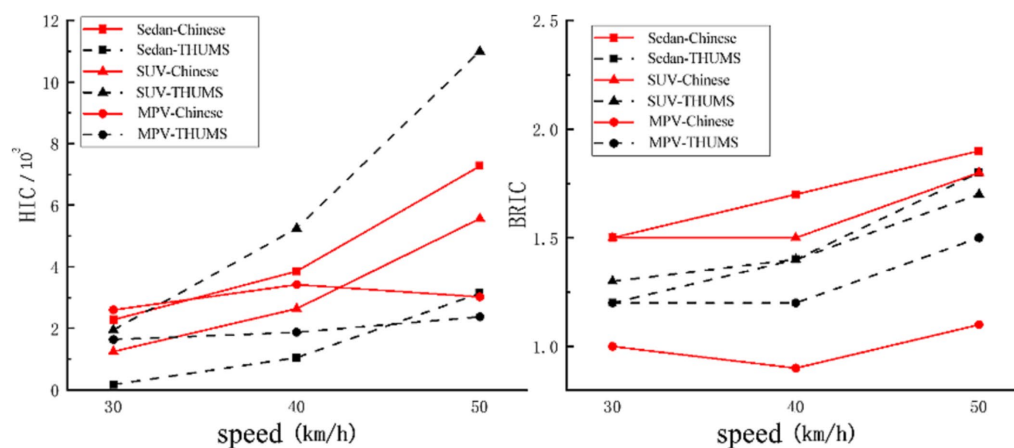 12
10
8
6
4
2
0
HIC / 10³
Sedan-Chinese
Sedan-THUMS
SUV-Chinese
SUV-THUMS
MPV-Chinese
MPV-THUMS
30
40
50
speed (km/h)
2.5
2.0
1.5
1.0
BRIC
Sedan-Chinese
Sedan-THUMS
SUV-Chinese
SUV-THUMS
MPV-Chinese
MPV-THUMS
30
40
50
speed (km/h)